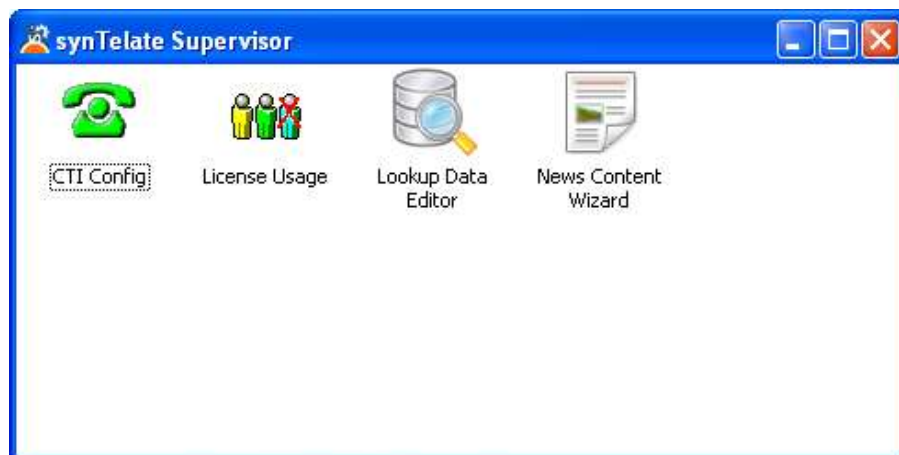 synTelate Supervisor
CTI Config
License Usage
Lookup Data
Editor
News Content
Wizard